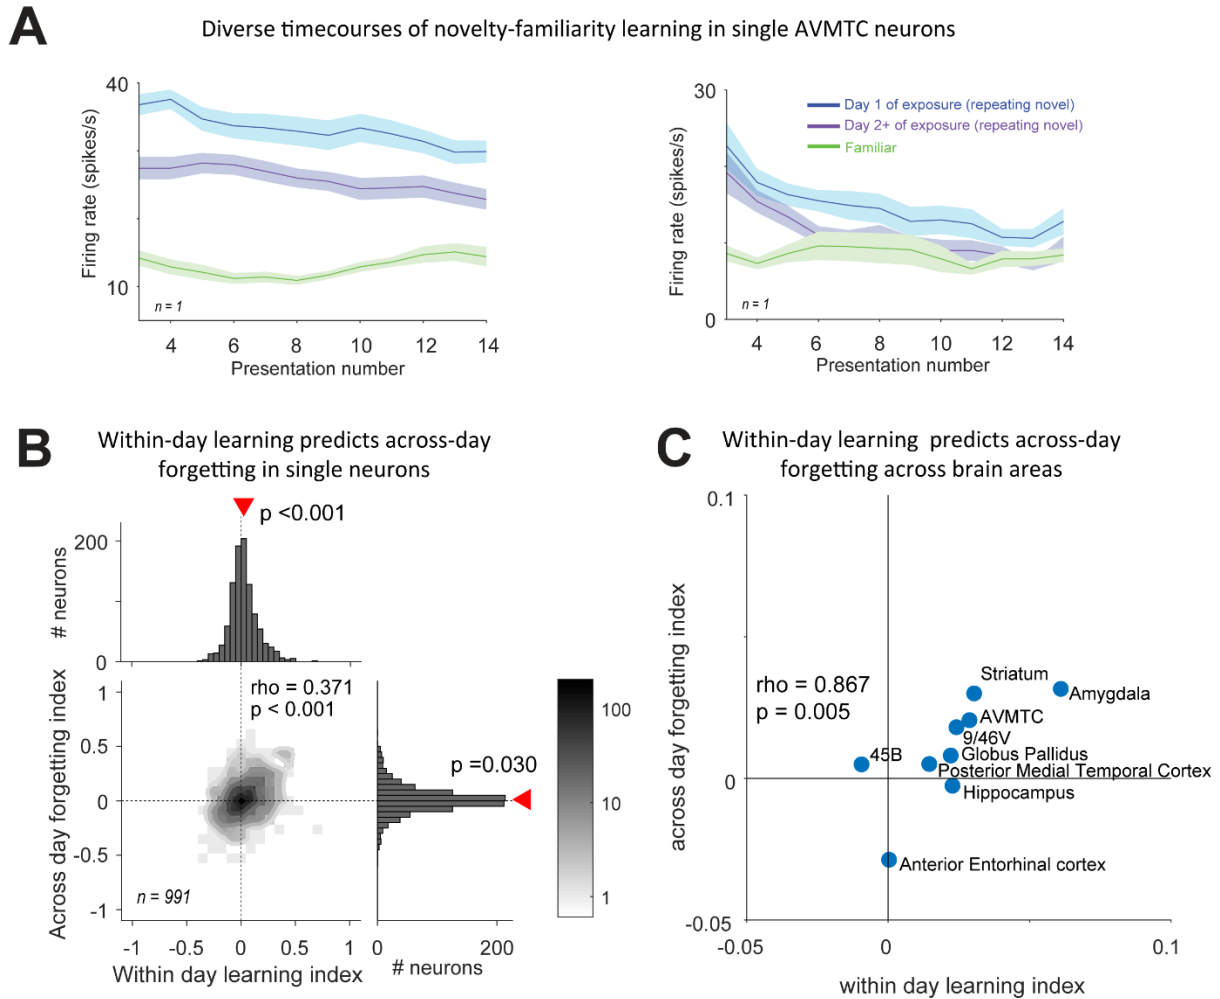 A
Diverse timecourses of novelty-familiarity learning in single AVMTC neurons
40
10
Firing rate (spikes/s)
n = 1
4 6 8 10 12 14
Presentation number
30
0
Firing rate (spikes/s)
Day 1 of exposure (repeating novel)
Day 2+ of exposure (repeating novel)
Familiar
n = 1
4 6 8 10 12 14
Presentation number
B
Within-day learning predicts across-day
forgetting in single neurons
p <0.001
200
0
# neurons
-1 0 1
rho = 0.371
p < 0.001
1
0.5
0
-0.5
-1
Across day forgetting index
n = 991
-1 -0.5 0 0.5 1
Within day learning index
p =0.030
0 200
# neurons
100
10
1
C
Within-day learning predicts across-day
forgetting across brain areas
0.1
0
-0.05
across day forgetting index
rho = 0.867
p = 0.005
Striatum
Amygdala
AVMTC
9/46V
45B
Globus Pallidus
Posterior Medial Temporal Cortex
Hippocampus
Anterior Entorhinal cortex
-0.05 0 0.1
within day learning index